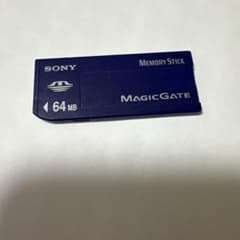 SONY
MEMORY STICK
64 MB
MAGICGATE